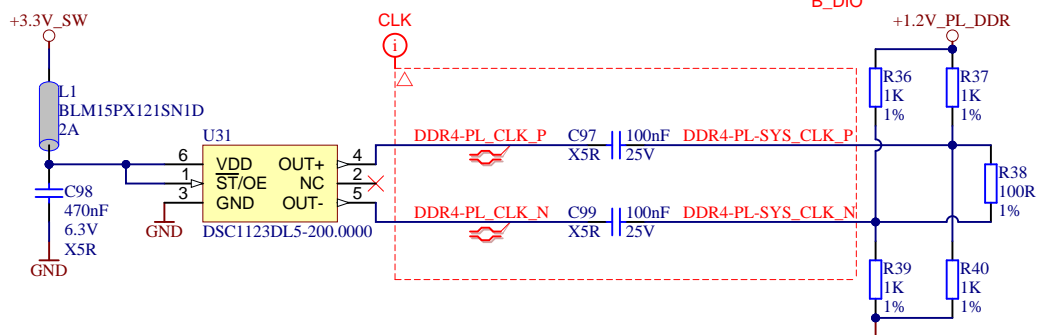 B_DIO
+3.3V_SW
CLK
i
+1.2V_PL_DDR
L1
BLM15PX121SN1D
2A
R36
1K
1%
R37
1K
1%
U31
6
VDD
OUT+
4
1
ST/OE
NC
2
3
GND
OUT-
5
DSC1123DL5-200.0000
DDR4-PL_CLK_P
C97
X5R
100nF
25V
DDR4-PL-SYS_CLK_P
R38
100R
1%
C98
470nF
6.3V
X5R
GND
GND
DDR4-PL_CLK_N
C99
X5R
100nF
25V
DDR4-PL-SYS_CLK_N
R39
1K
1%
R40
1K
1%